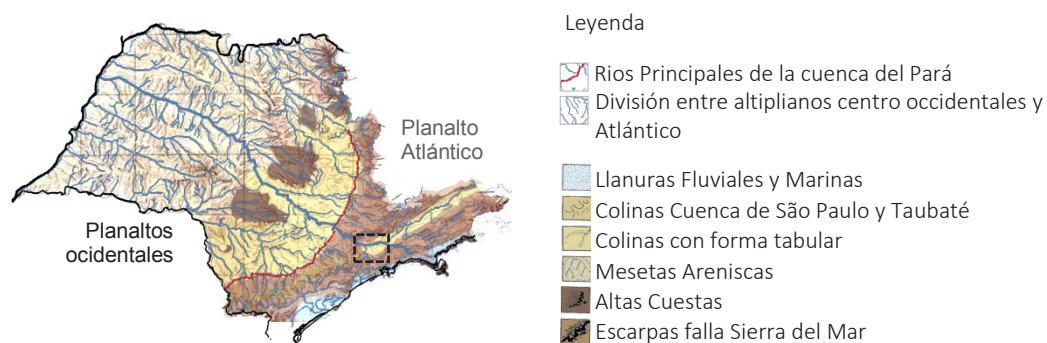 Planalto
Atlántico
Planaltos
ocidentales
Leyenda
Rios Principales de la cuenca del Pará
División entre altiplianos centro occidentales y
Atlántico
Llanuras Fluviales y Marinas
Colinas Cuenca de São Paulo y Taubaté
Colinas con forma tabular
Mesetas Areniscas
Altas Cuestas
Escarpas falla Sierra del Mar